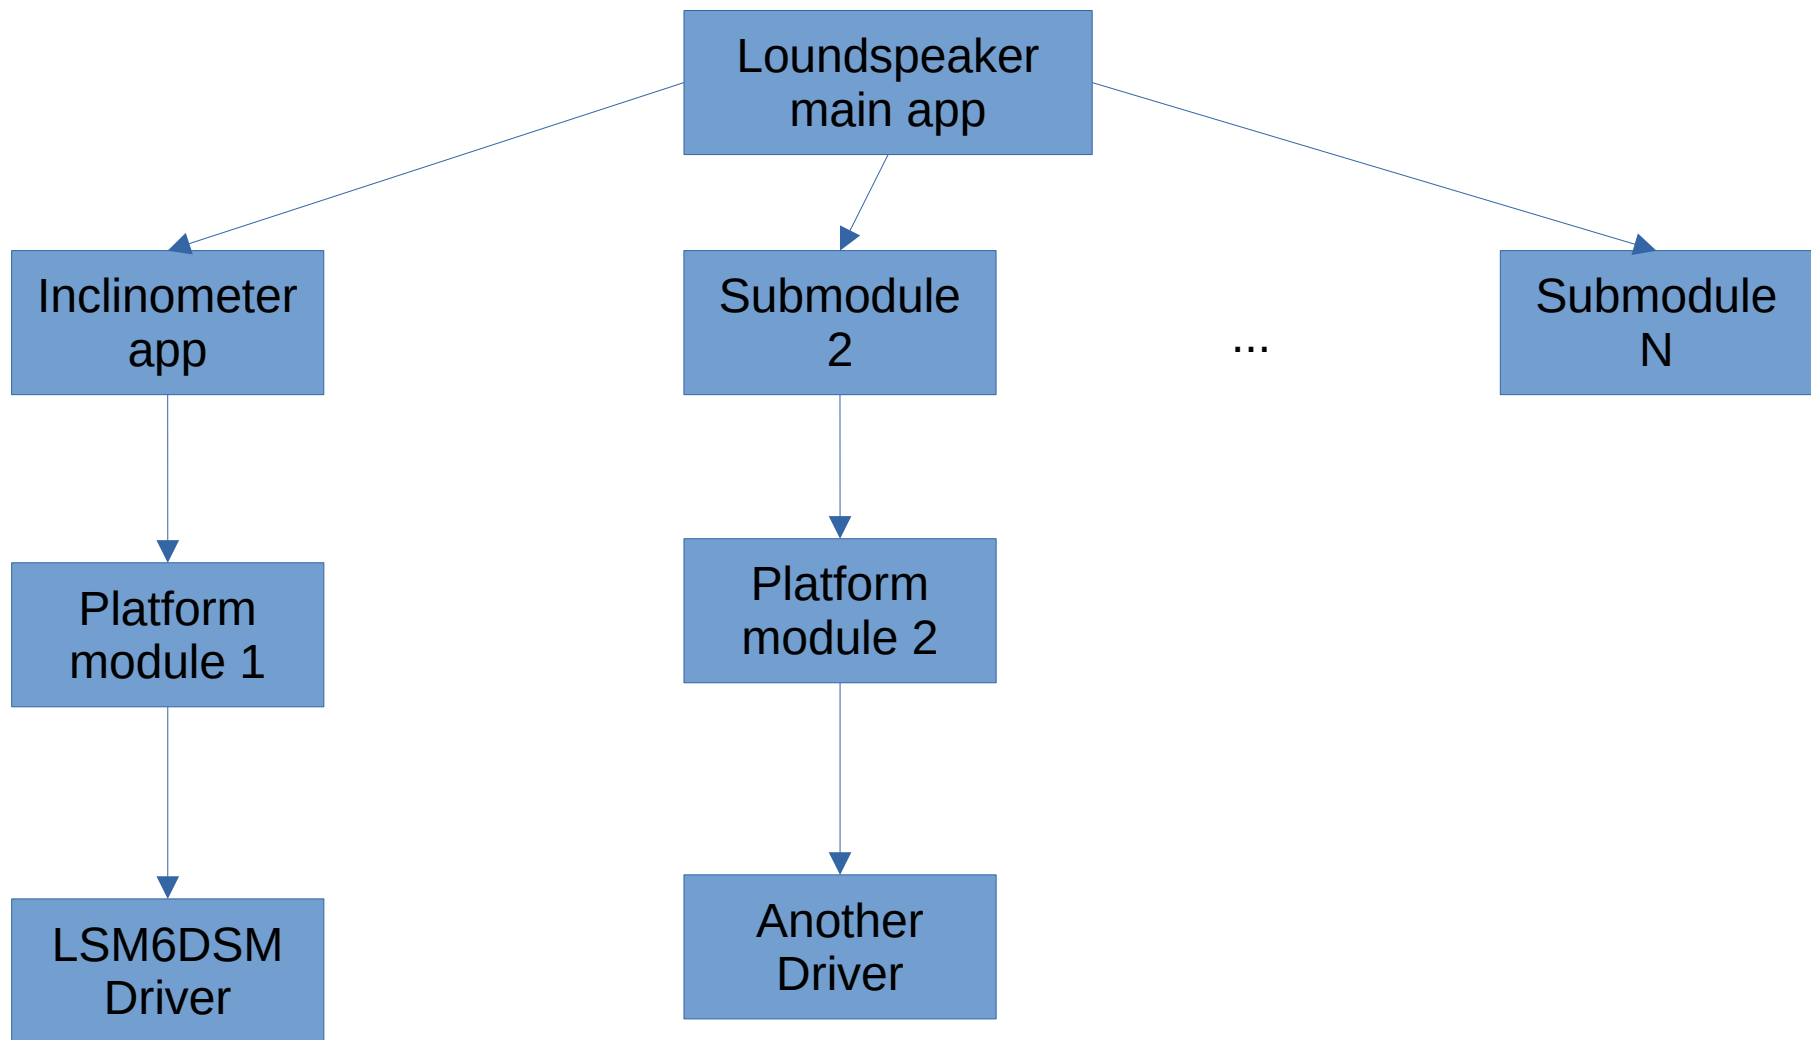 Loundspeaker
main app
Inclinometer
app
Submodule
2
...
Submodule
N
Platform
module 1
Platform
module 2
LSM6DSM
Driver
Another
Driver